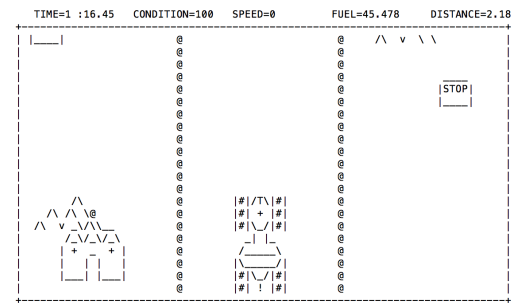 TIME=1 :16.45 CONDITION=100 SPEED=0 FUEL=45.478 DISTANCE=2.18
STOP